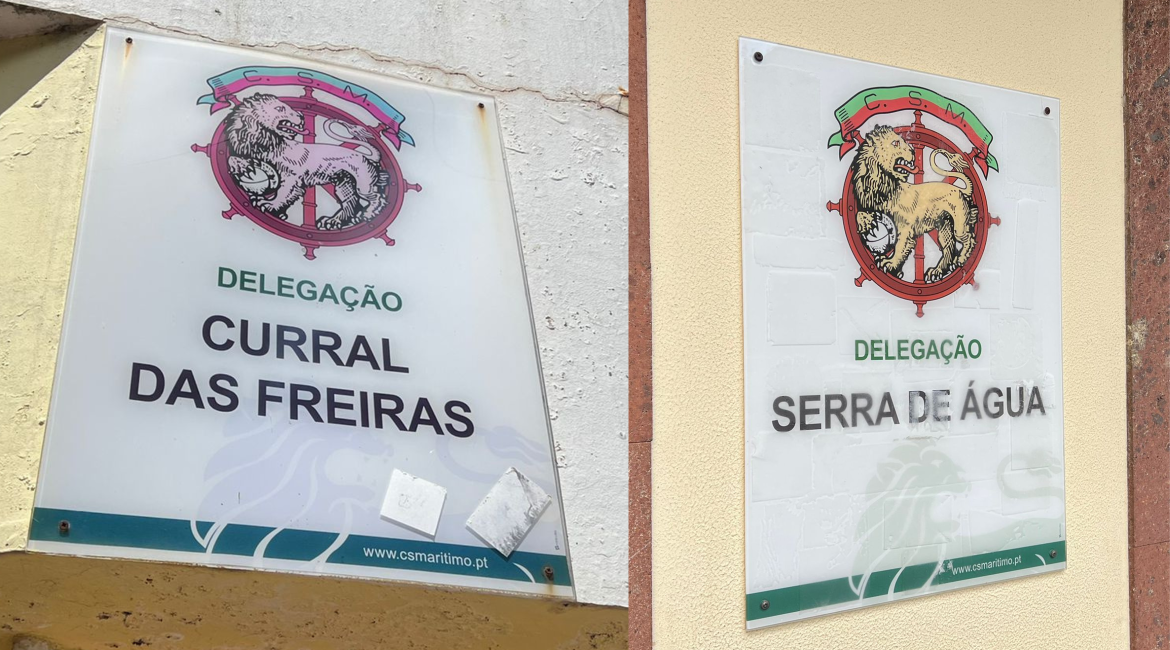 C. S. M.
DELEGAÇÃO
CURRAL
DAS FREIRAS
www.csmaritimo.pt
C. S. M.
DELEGAÇÃO
SERRA DE ÁGUA
www.csmaritimo.pt